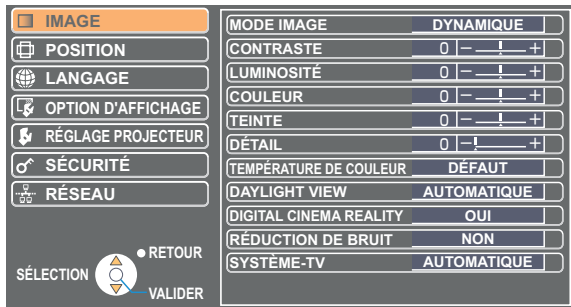 IMAGE
POSITION
LANGAGE
OPTION D'AFFICHAGE
RÉGLAGE PROJECTEUR
SÉCURITÉ
RÉSEAU
RETOUR
SÉLECTION
VALIDER
MODE IMAGE DYNAMIQUE
CONTRASTE 0 – +
LUMINOSITÉ 0 – +
COULEUR 0 – +
TEINTE 0 – +
DÉTAIL 0 – +
TEMPÉRATURE DE COULEUR DÉFAUT
DAYLIGHT VIEW AUTOMATIQUE
DIGITAL CINEMA REALITY OUI
RÉDUCTION DE BRUIT NON
SYSTÈME-TV AUTOMATIQUE